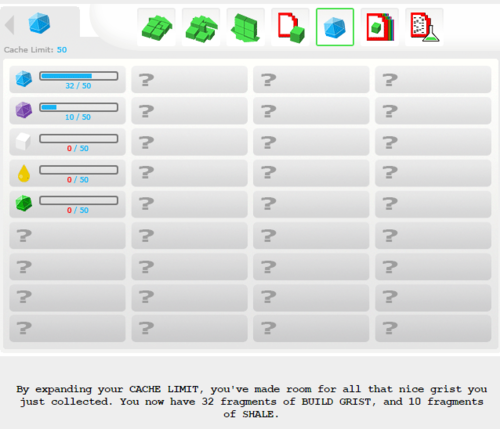 Cache Limit: 50
32 / 50
? ? ?
10 / 50
? ? ?
0 / 50
? ? ?
0 / 50
? ? ?
0 / 50
? ? ?
? ? ? ?
? ? ? ?
? ? ? ?
? ? ? ?
By expanding your CACHE LIMIT, you've made room for all that nice grist you
just collected. You now have 32 fragments of BUILD GRIST, and 10 fragments
of SHALE.